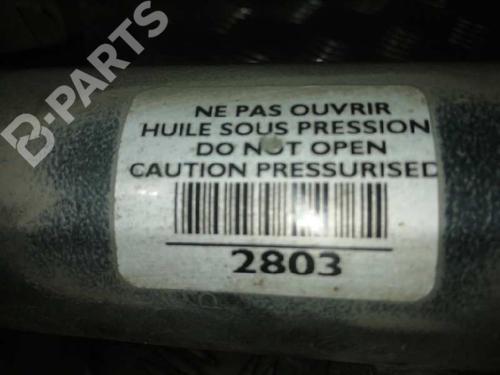 B-PARTS
NE PAS OUVRIR
HUILE SOUS PRESSION
DO NOT OPEN
CAUTION PRESSURISED
2803